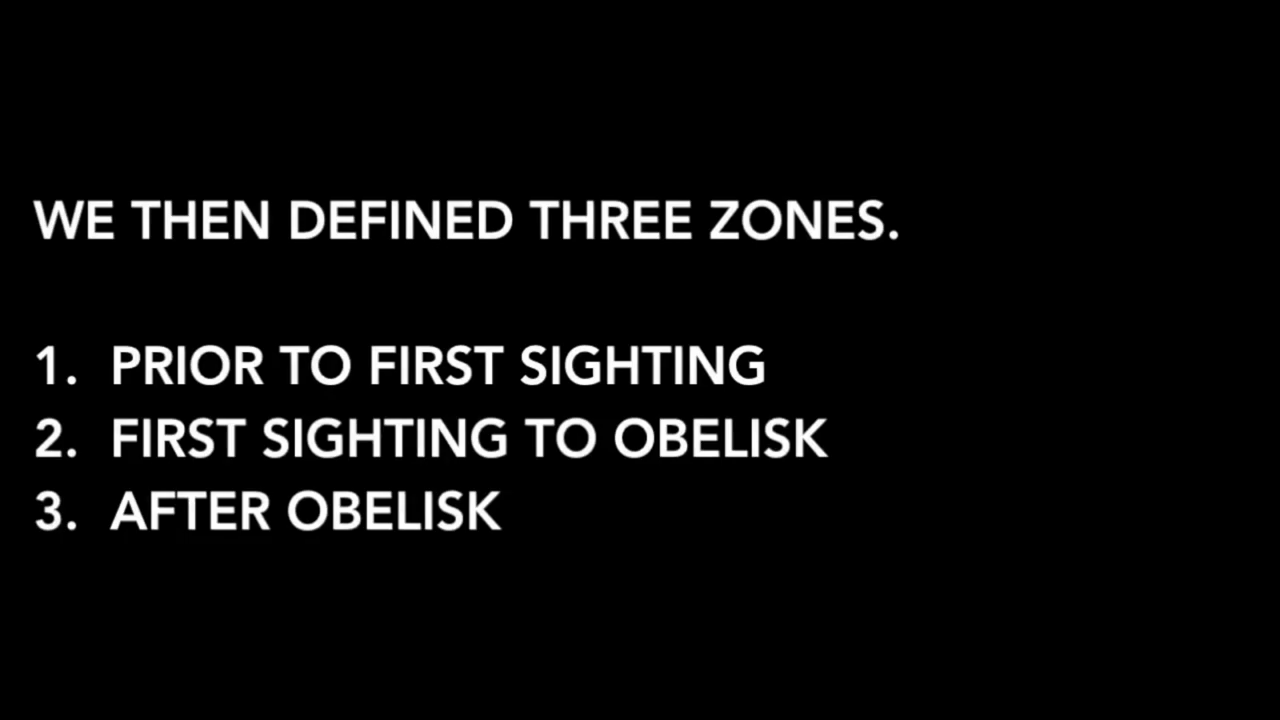 WE THEN DEFINED THREE ZONES.
1. PRIOR TO FIRST SIGHTING
2. FIRST SIGHTING TO OBELISK
3. AFTER OBELISK